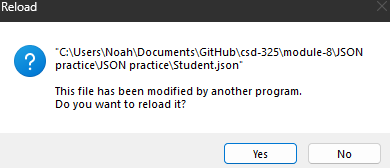 Reload
"C:\Users\Noah\Documents\GitHub\csd-325\module-8\JSON
practice\JSON practice\Student.json"
This file has been modified by another program.
Do you want to reload it?
Yes No